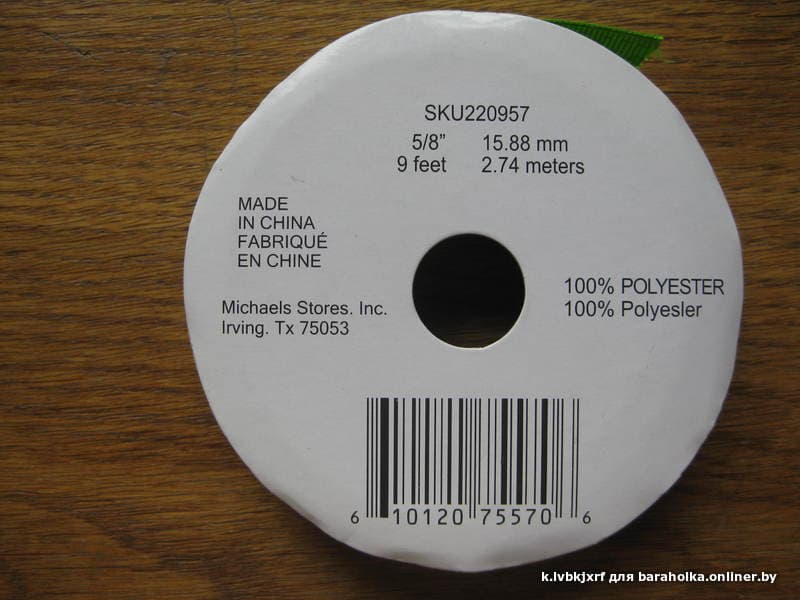 SKU220957
5/8” 15.88 mm
9 feet 2.74 meters
MADE
IN CHINA
FABRIQUÉ
EN CHINE
Michaels Stores. Inc.
Irving. Tx 75053
100% POLYESTER
100% Polyesler
6 10120 75570 6
k.lvbkjxrf для baraholka.onliner.by